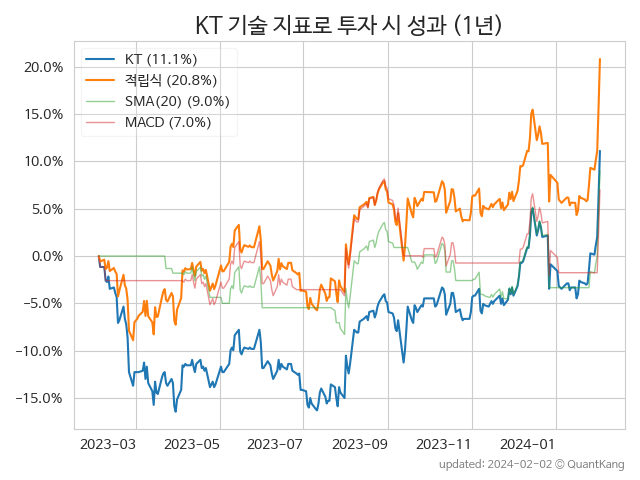 KT 기술 지표로 투자 시 성과 (1년)
KT (11.1%)
적립식 (20.8%)
SMA(20) (9.0%)
MACD (7.0%)
20.0%
15.0%
10.0%
5.0%
0.0%
−5.0%
−10.0%
−15.0%
2023-03 2023-05 2023-07 2023-09 2023-11 2024-01
updated: 2024-02-02 © QuantKang